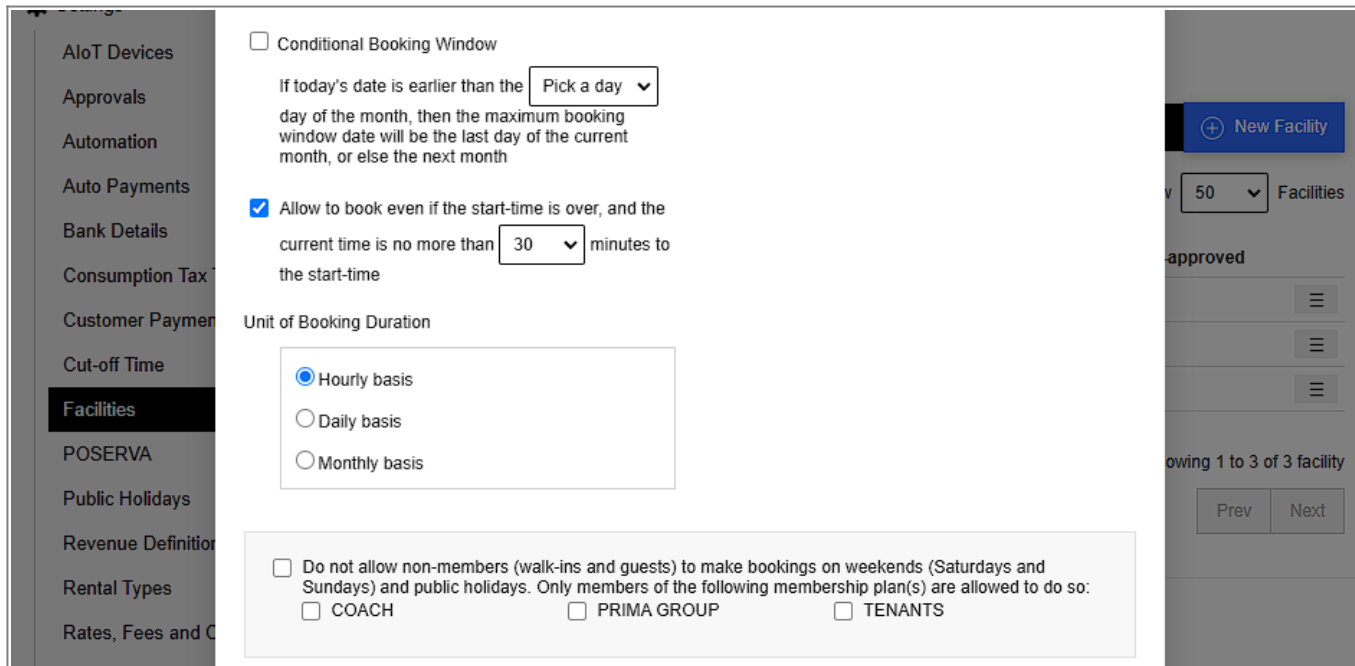 AIoT Devices
Approvals
Automation
Auto Payments
Bank Details
Consumption Tax
Customer
Cut-off Time
Facilities
POSERVA
Public Holidays
Revenue
Rental Types
Rates, Fees and
Conditional Booking Window
If today's date is earlier than the Pick a day
day of the month, then the maximum booking
window date will be the last day of the current
month, or else the next month
Allow to book even if the start-time is over, and the
current time is no more than 30 minutes to
the start-time
Unit of Booking Duration
Hourly basis
Daily basis
Monthly basis
Do not allow non-members (walk-ins and guests) to make bookings on weekends (Saturdays and
Sundays) and public holidays. Only members of the following membership plan(s) are allowed to do so:
COACH PRIMA GROUP TENANTS
New Facility
50 Facilities
-approved
owing 1 to 3 of 3 facility
Prev Next